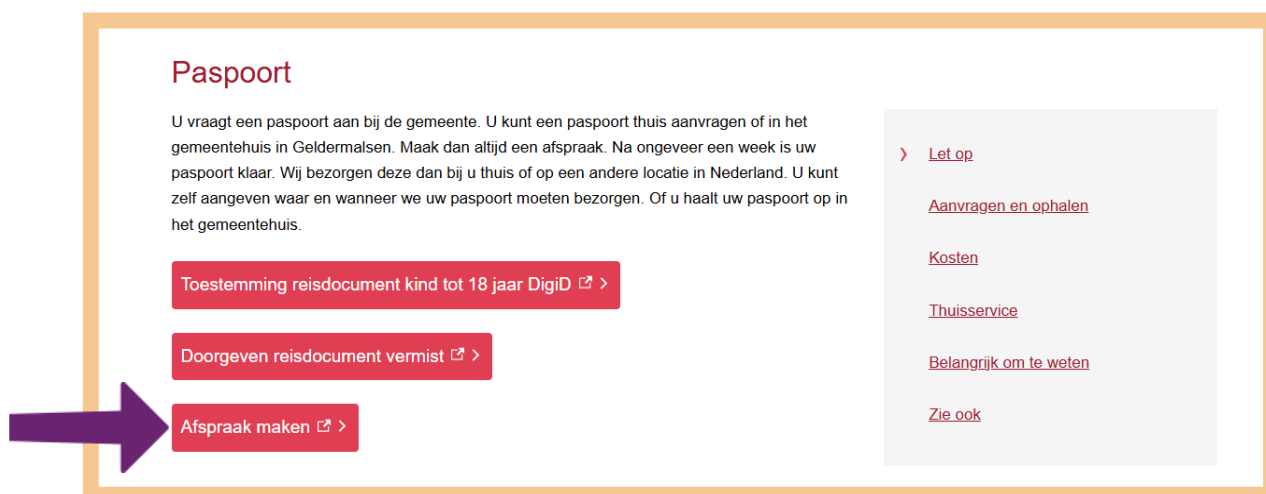 Paspoort
U vraagt een paspoort aan bij de gemeente. U kunt een paspoort thuis aanvragen of in het
gemeentehuis in Geldermalsen. Maak dan altijd een afspraak. Na ongeveer een week is uw
paspoort klaar. Wij bezorgen deze dan bij u thuis of op een andere locatie in Nederland. U kunt
zelf aangeven waar en wanneer we uw paspoort moeten bezorgen. Of u haalt uw paspoort op in
het gemeentehuis.
Toestemming reisdocument kind tot 18 jaar DigiD
Doorgeven reisdocument vermist
Afspraak maken
Let op
Aanvragen en ophalen
Kosten
Thuisservice
Belangrijk om te weten
Zie ook